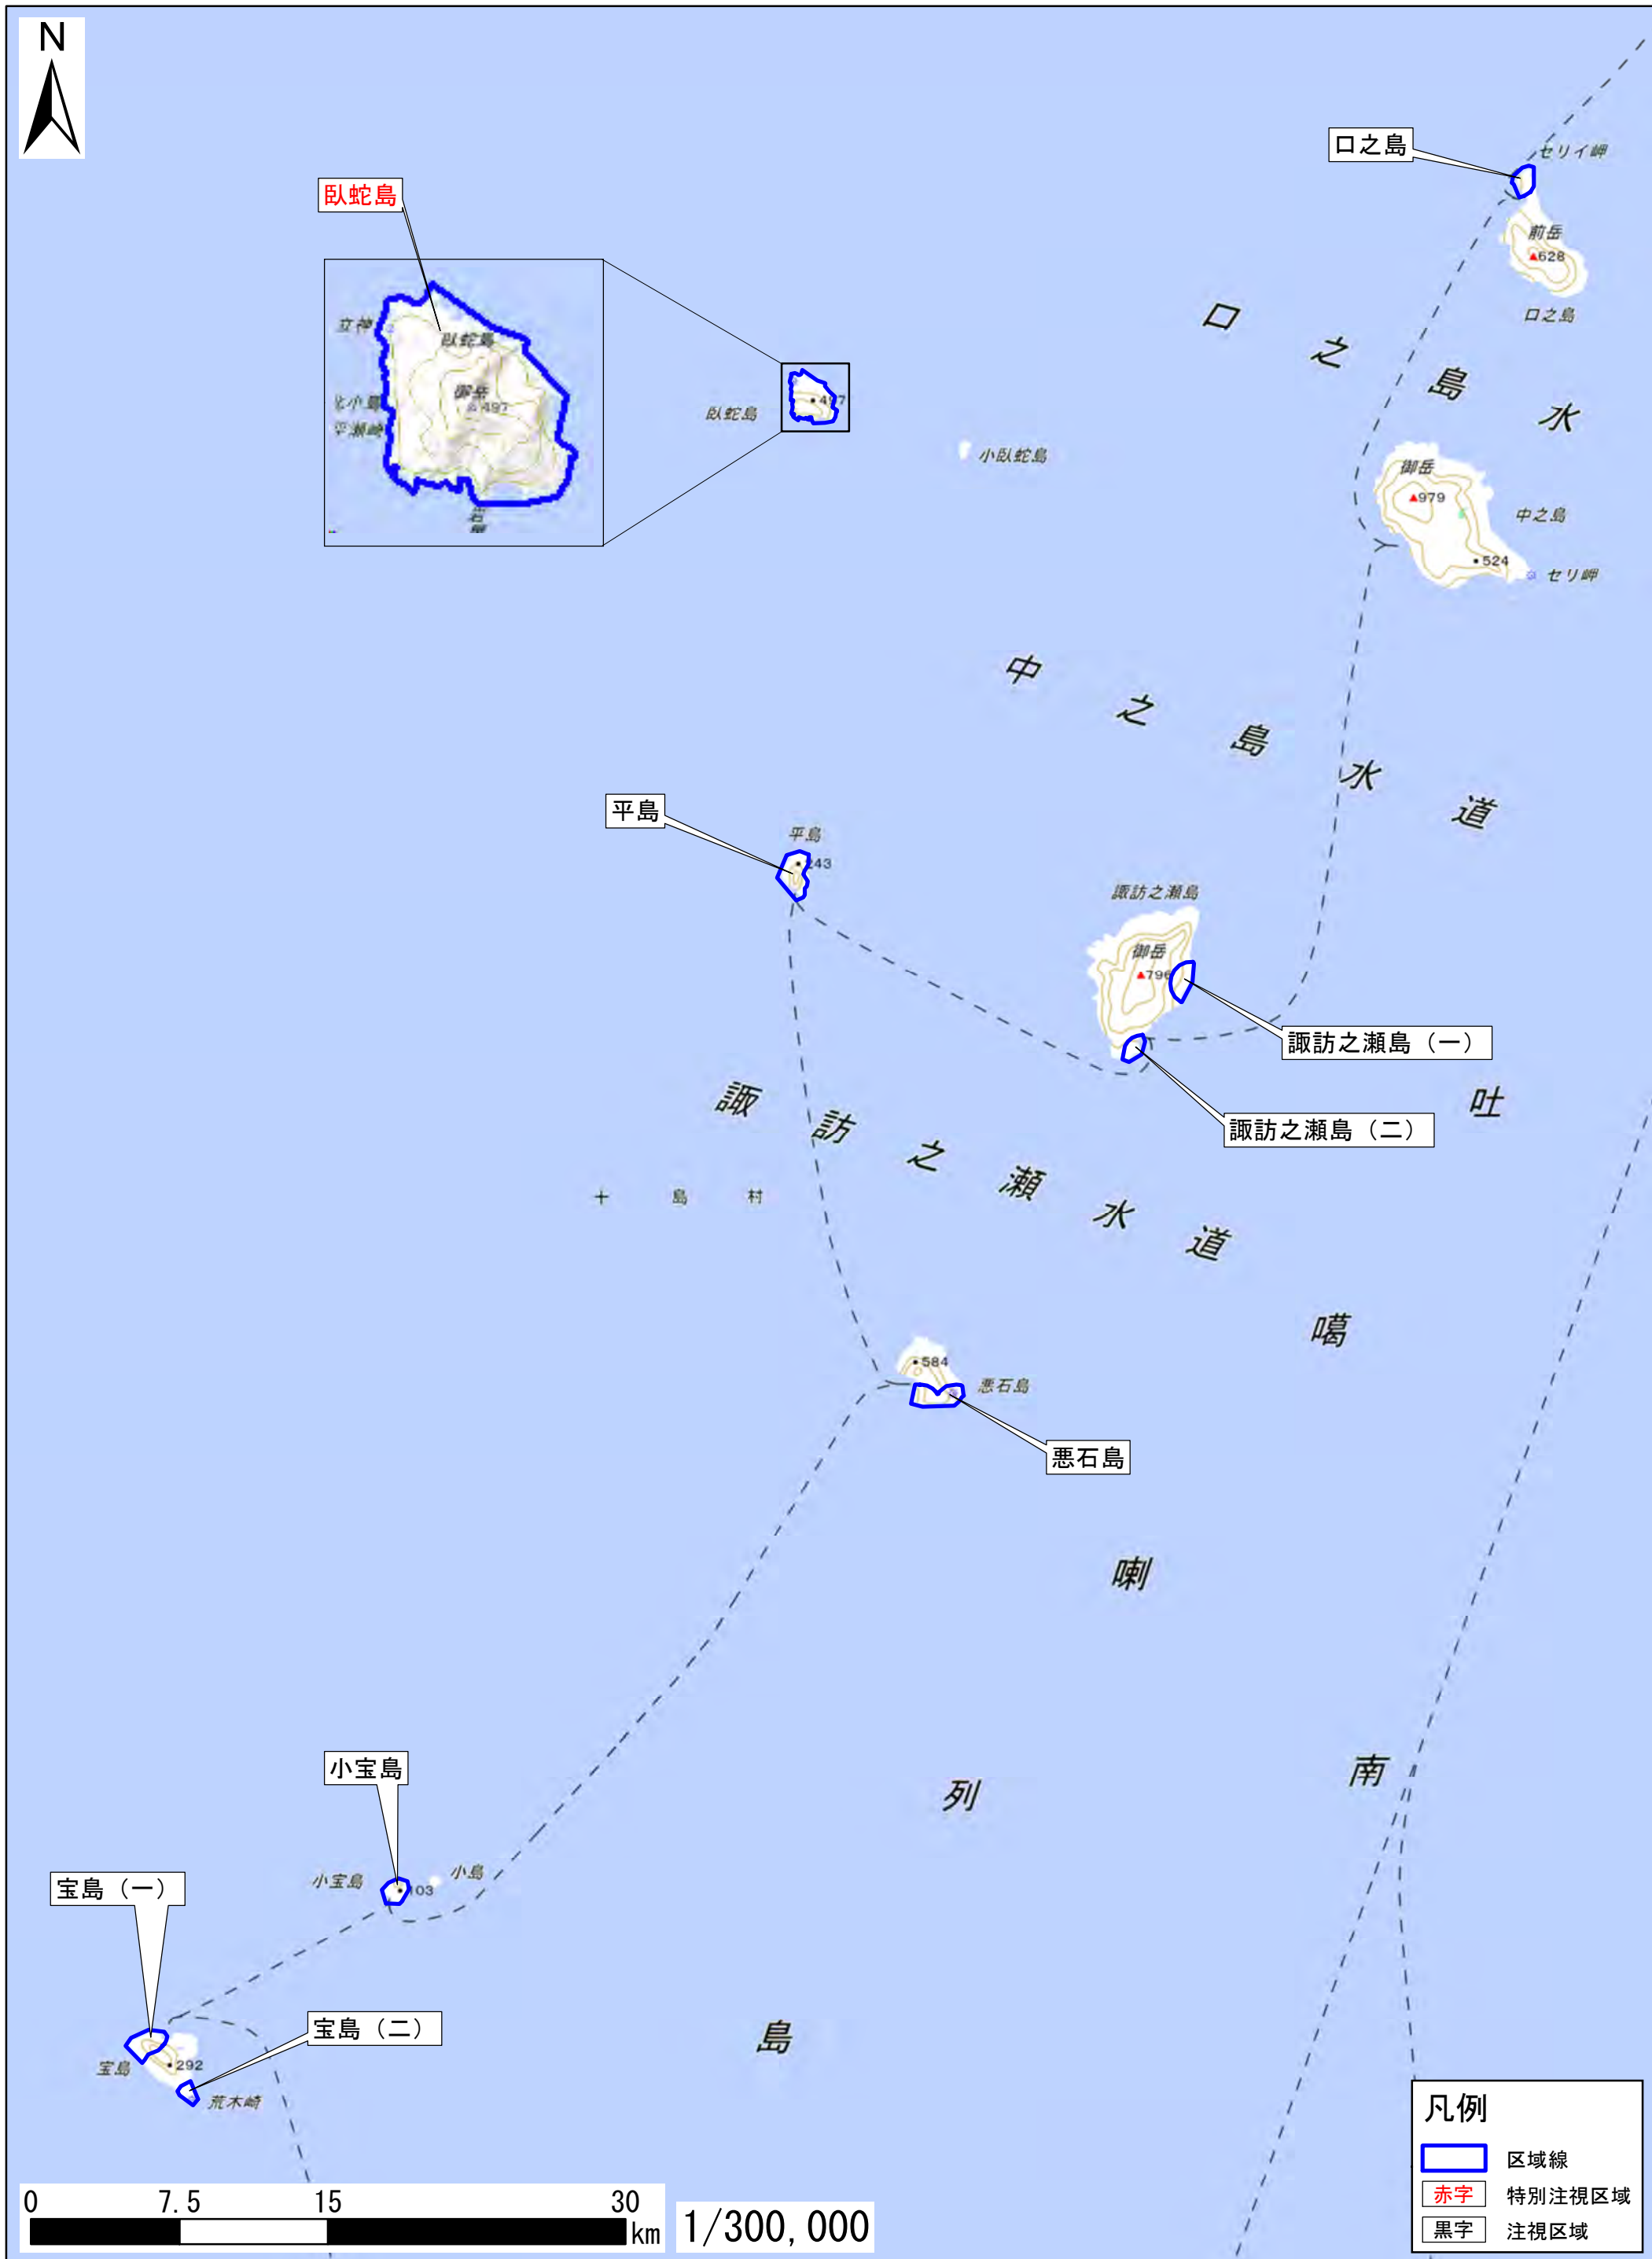 N
口之島
セリイ岬
臥蛇島
前岳
628
口之島
立神
臥蛇島
御岳
497
平瀬崎
臥蛇島
497
小臥蛇島
口之島水
御岳
979
中之島
524
セリ岬
中之島水道
平島
平島
243
諏訪之瀬島
御岳
796
諏訪之瀬島（一）
諏訪之瀬島（二）
諏訪之瀬水道
十島村
吐噶喇列島
584
悪石島
悪石島
南
小宝島
小宝島
103
小島
宝島（一）
宝島（二）
宝島
292
荒木崎
凡例
区域線
赤字 特別注視区域
黒字 注視区域
0 7.5 15 30
km
1/300,000